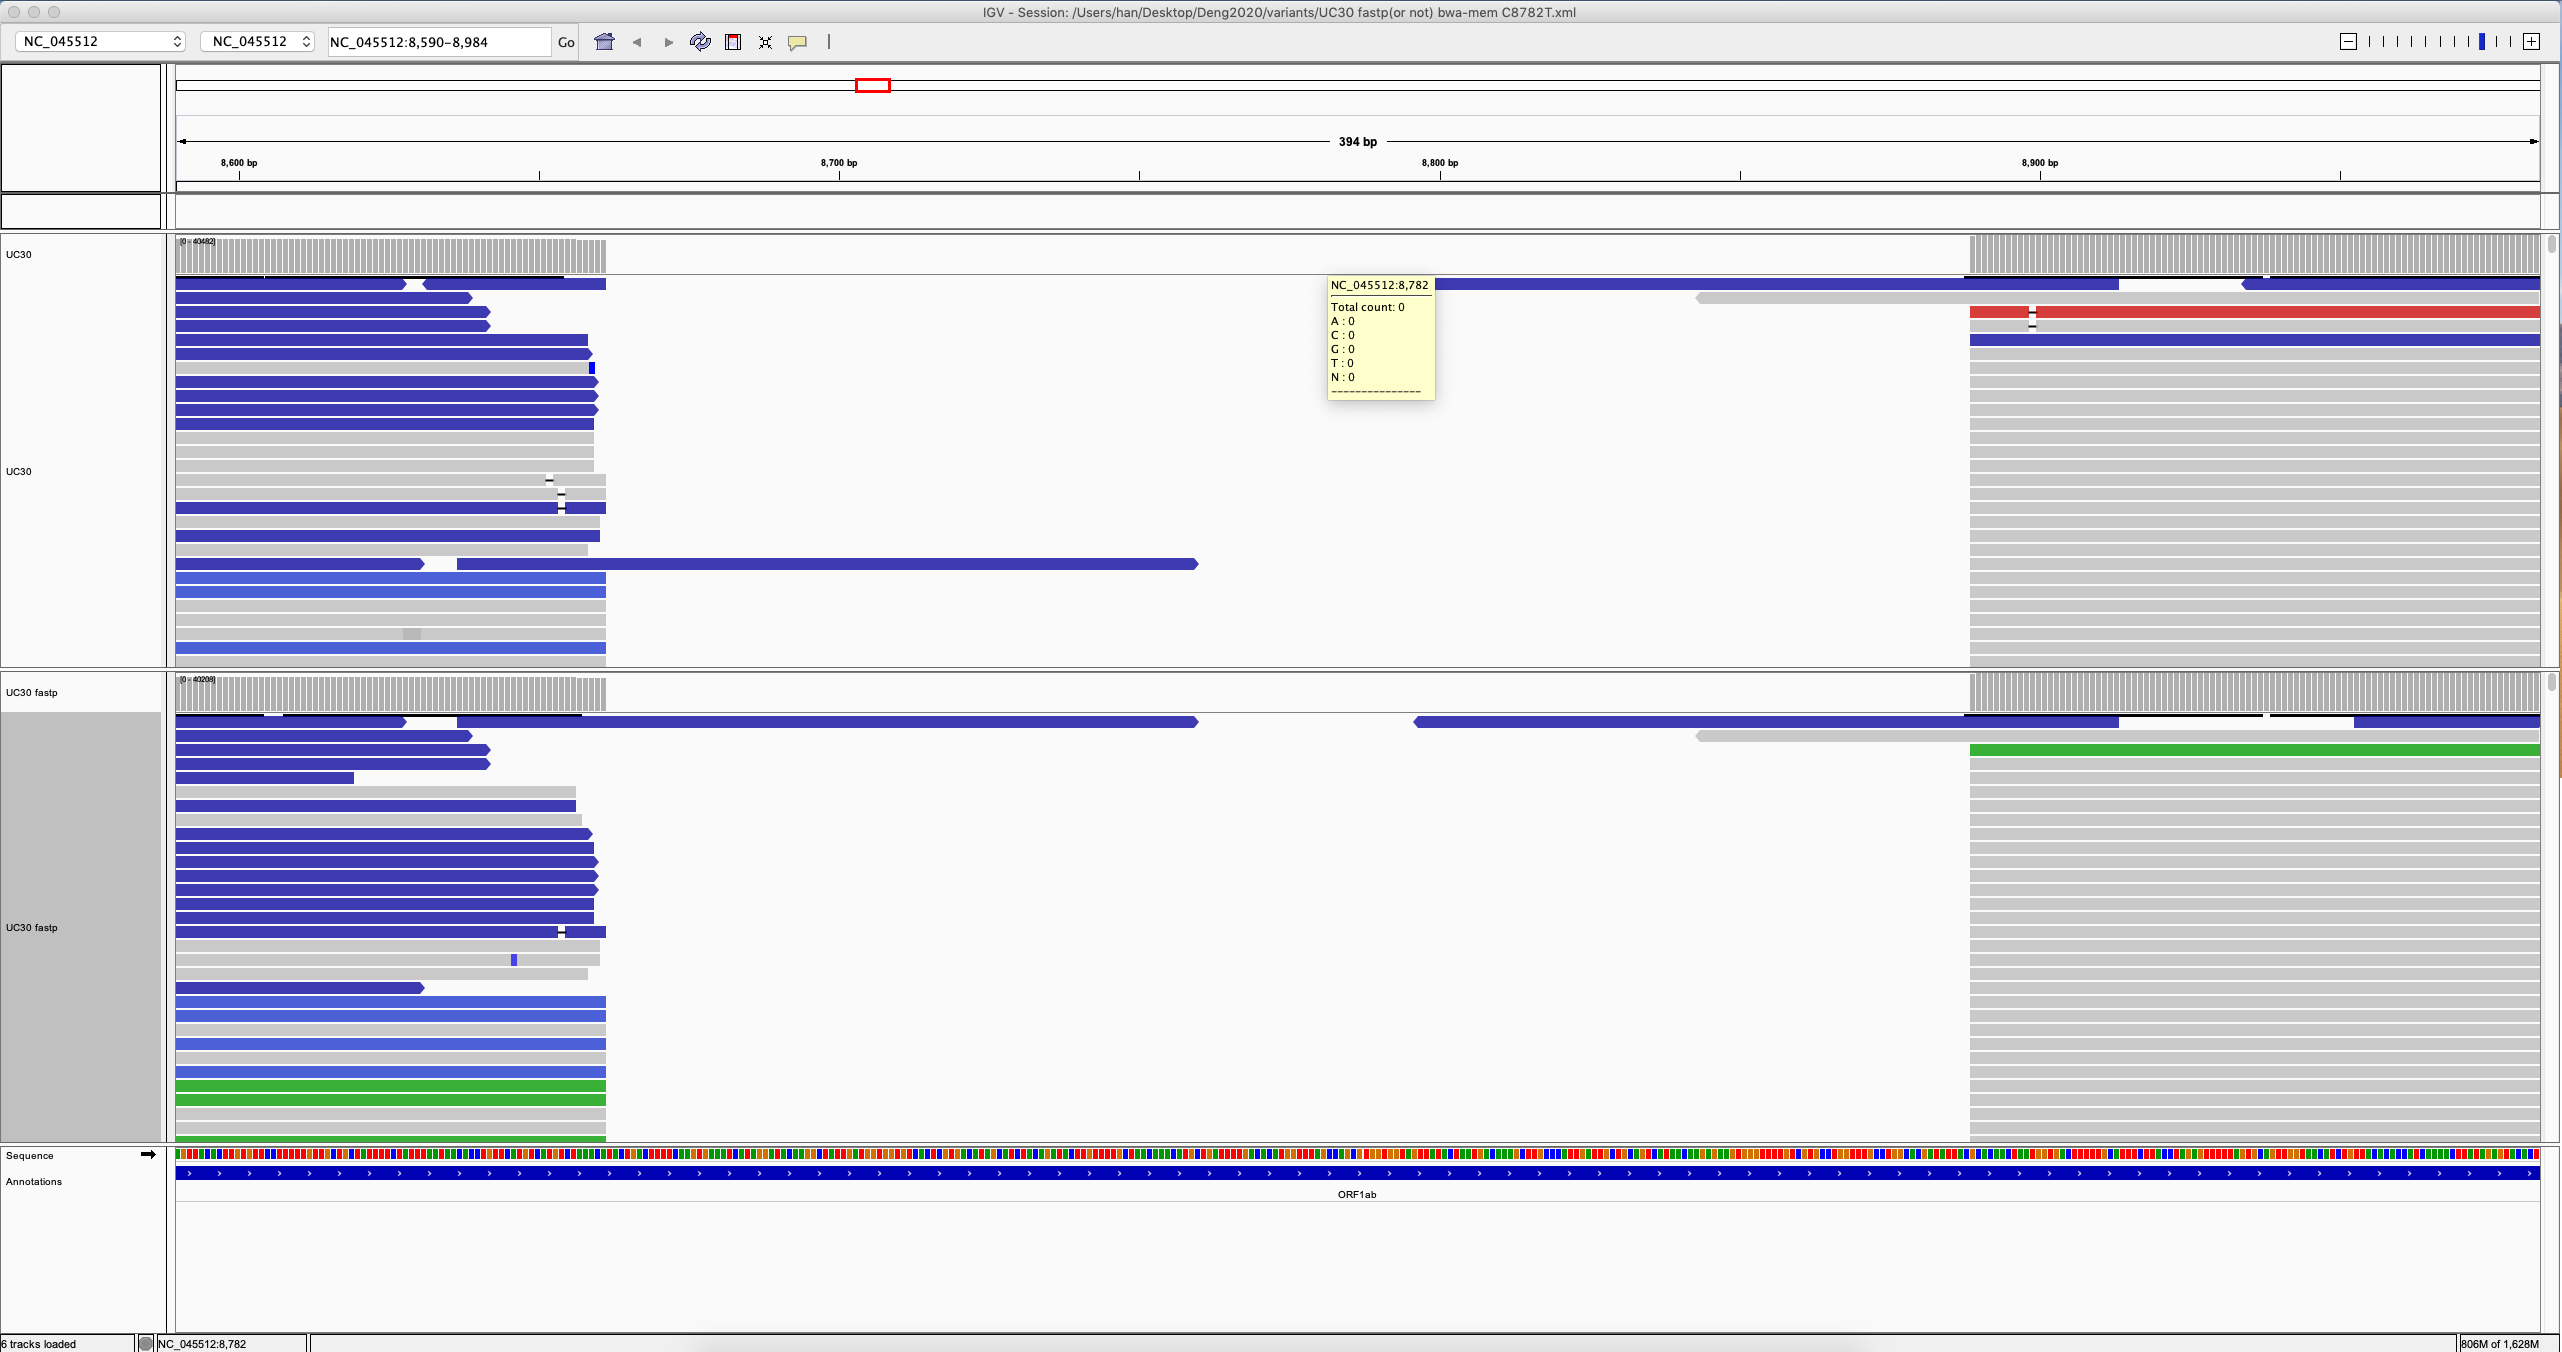 IGV - Session: /Users/han/Desktop/Deng2020/variants/UC30 fastp(or not) bwa-mem C8782T.xml
NC_045512 NC_045512 NC_045512:8,590-8,984 Go
394 bp
8,600 bp 8,700 bp 8,800 bp 8,900 bp
[0 - 40482]
UC30
NC_045512:8,782
Total count: 0
A : 0
C : 0
G : 0
T : 0
N : 0
---------------
UC30
[0 - 40209]
UC30 fastp
UC30 fastp
Sequence
Annotations
ORF1ab
6 tracks loaded NC_045512:8,782 806M of 1,628M